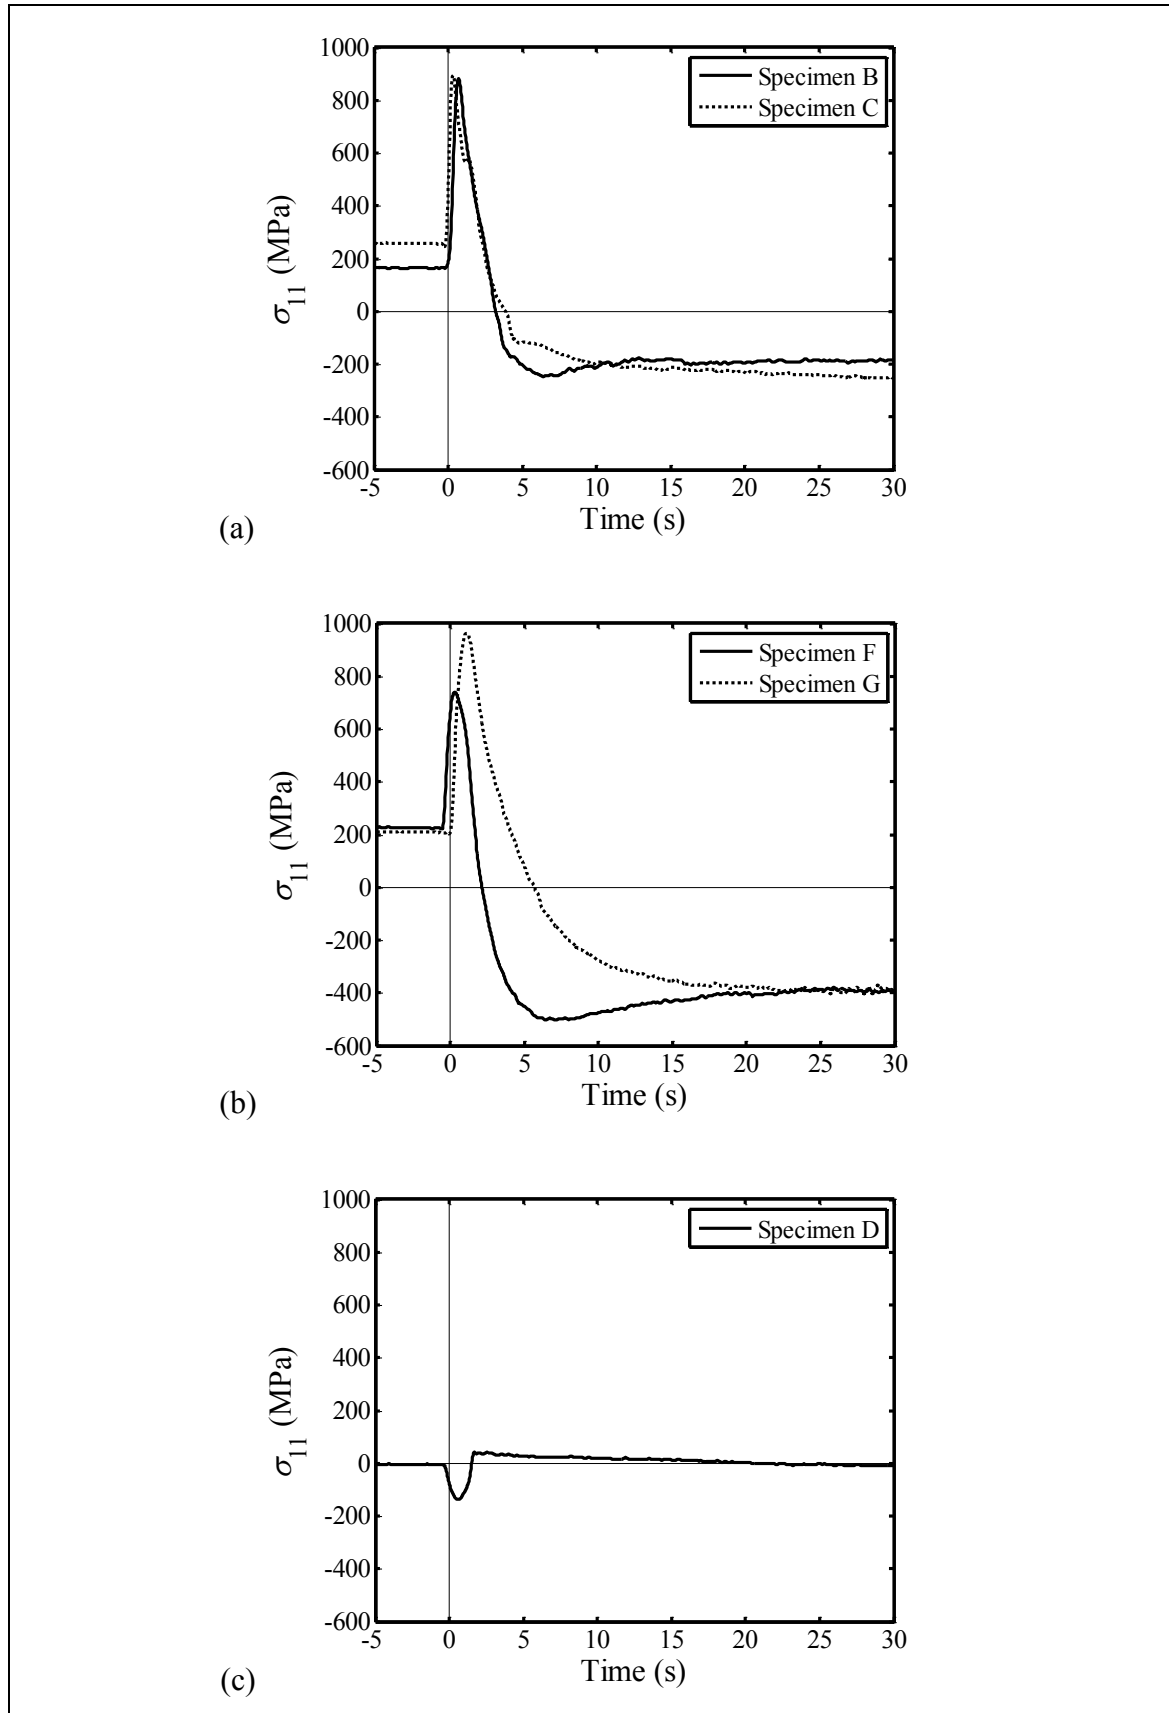 1000
800
600
400
200
0
-200
-400
-600
σ11 (MPa)
Specimen B
Specimen C
-5 0 5 10 15 20 25 30
Time (s)
(a)
1000
800
600
400
200
0
-200
-400
-600
σ11 (MPa)
Specimen F
Specimen G
-5 0 5 10 15 20 25 30
Time (s)
(b)
1000
800
600
400
200
0
-200
-400
-600
σ11 (MPa)
Specimen D
-5 0 5 10 15 20 25 30
Time (s)
(c)